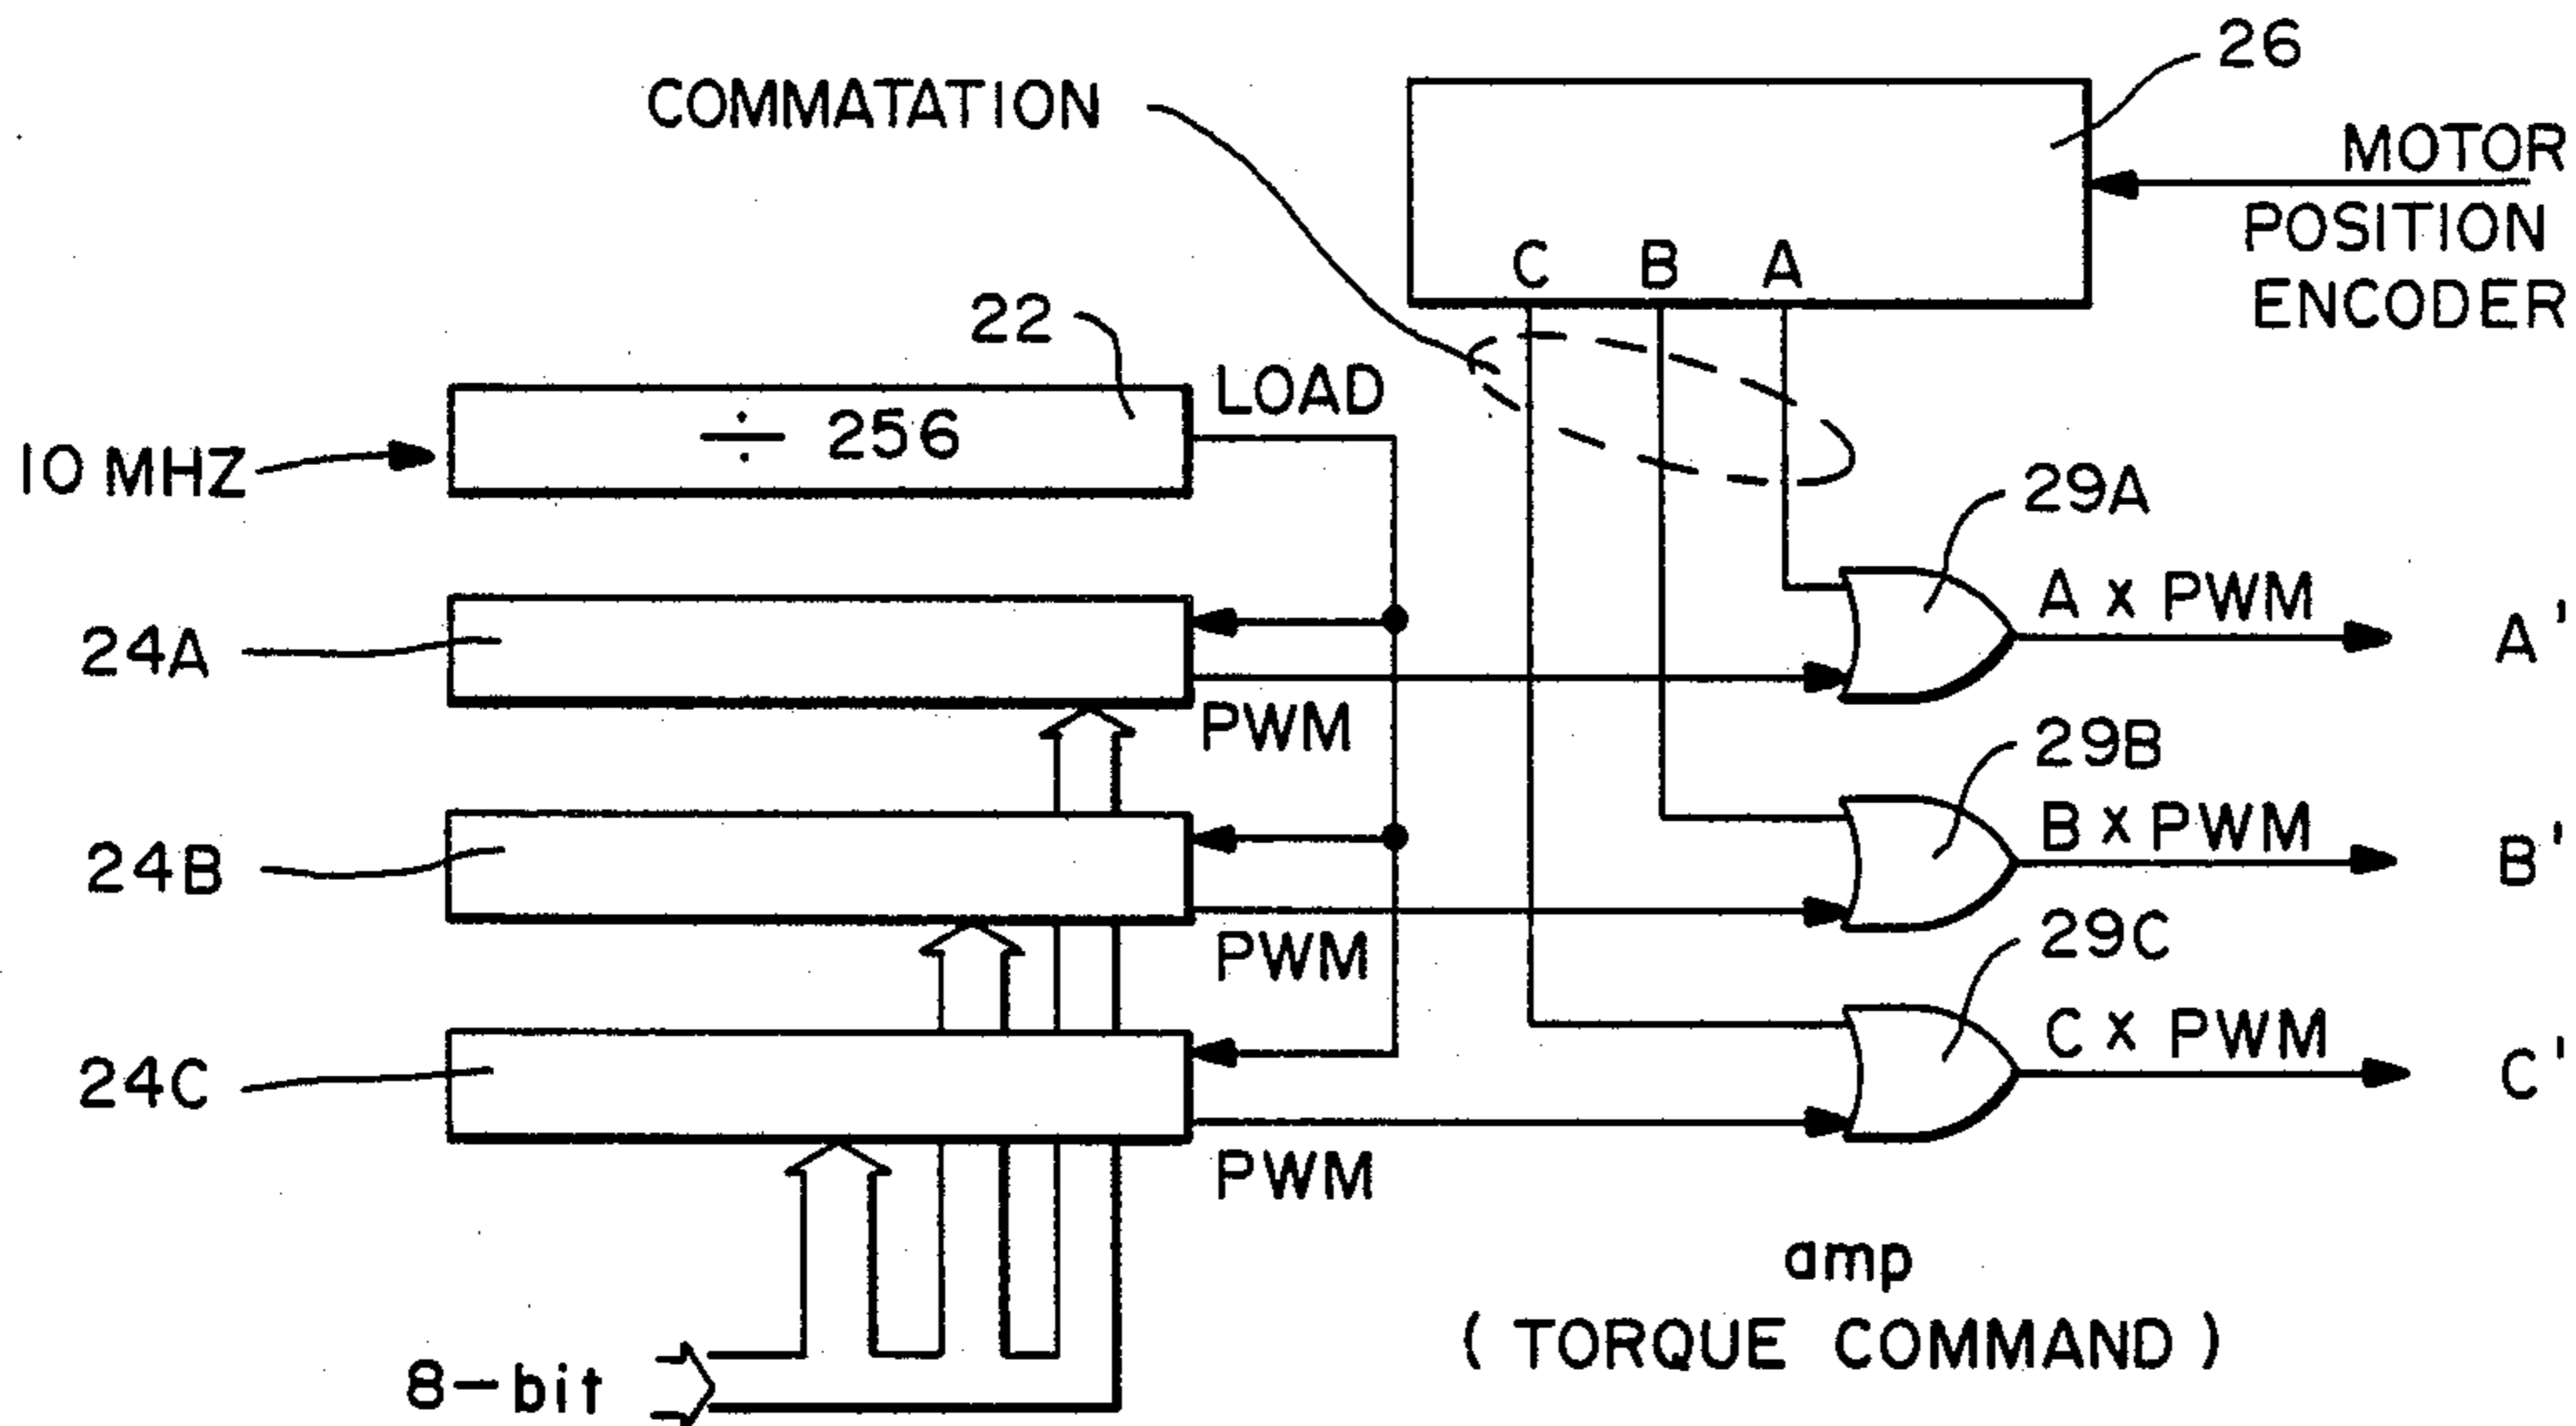 26
COMMATATION
MOTOR
POSITION
ENCODER
C B A
22
LOAD
÷ 256
10 MHZ
29A
A x PWM
A'
24A
PWM
29B
B x PWM
B'
24B
PWM
29C
C x PWM
C'
24C
PWM
amp
( TORQUE COMMAND )
8-bit